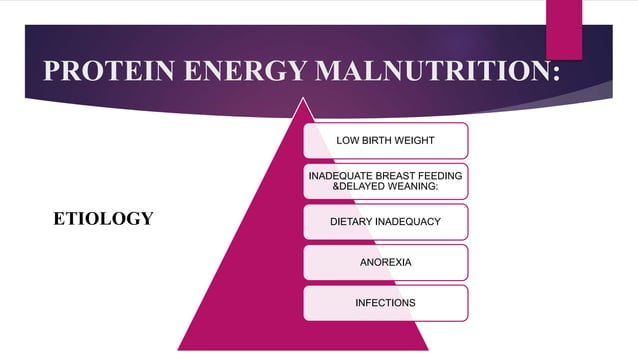 PROTEIN ENERGY MALNUTRITION:
LOW BIRTH WEIGHT
INADEQUATE BREAST FEEDING
&DELAYED WEANING:
ETIOLOGY
DIETARY INADEQUACY
ANOREXIA
INFECTIONS